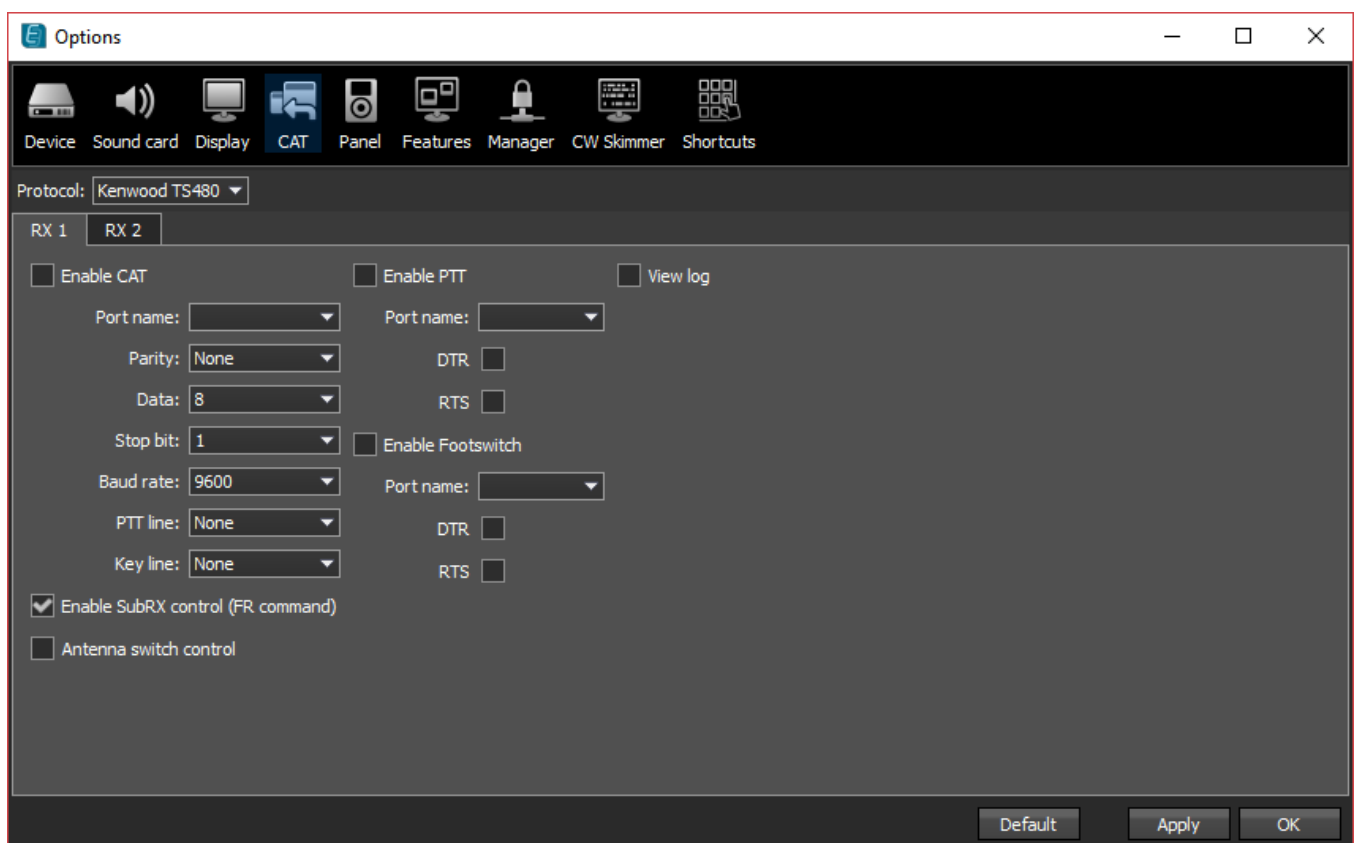 Options
Device Sound card Display CAT Panel Features Manager CW Skimmer Shortcuts
Protocol: Kenwood TS480
RX 1 RX 2
Enable CAT Enable PTT View log
Port name: Port name:
Parity: None DTR
Data: 8 RTS
Stop bit: 1 Enable Footswitch
Baud rate: 9600 Port name:
PTT line: None DTR
Key line: None RTS
Enable SubRX control (FR command)
Antenna switch control
Default Apply OK